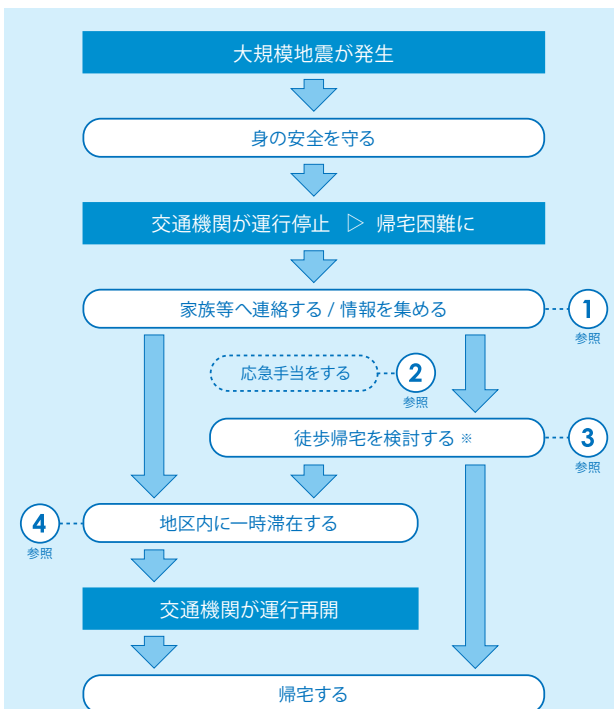 大規模地震が発生
身の安全を守る
交通機関が運行停止 ▷ 帰宅困難に
家族等へ連絡する / 情報を集める
1
参照
応急手当をする
2
参照
徒歩帰宅を検討する ※
3
参照
4
参照
地区内に一時滞在する
交通機関が運行再開
帰宅する